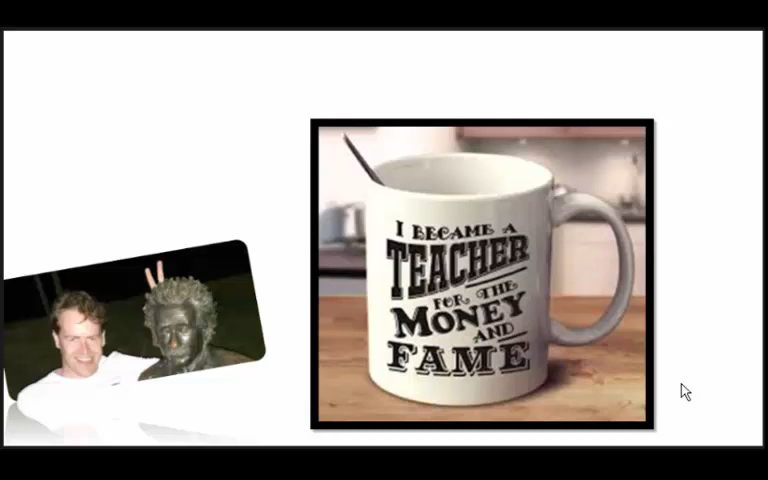 I BECAME A
TEACHER
FOR THE
MONEY
AND
FAME